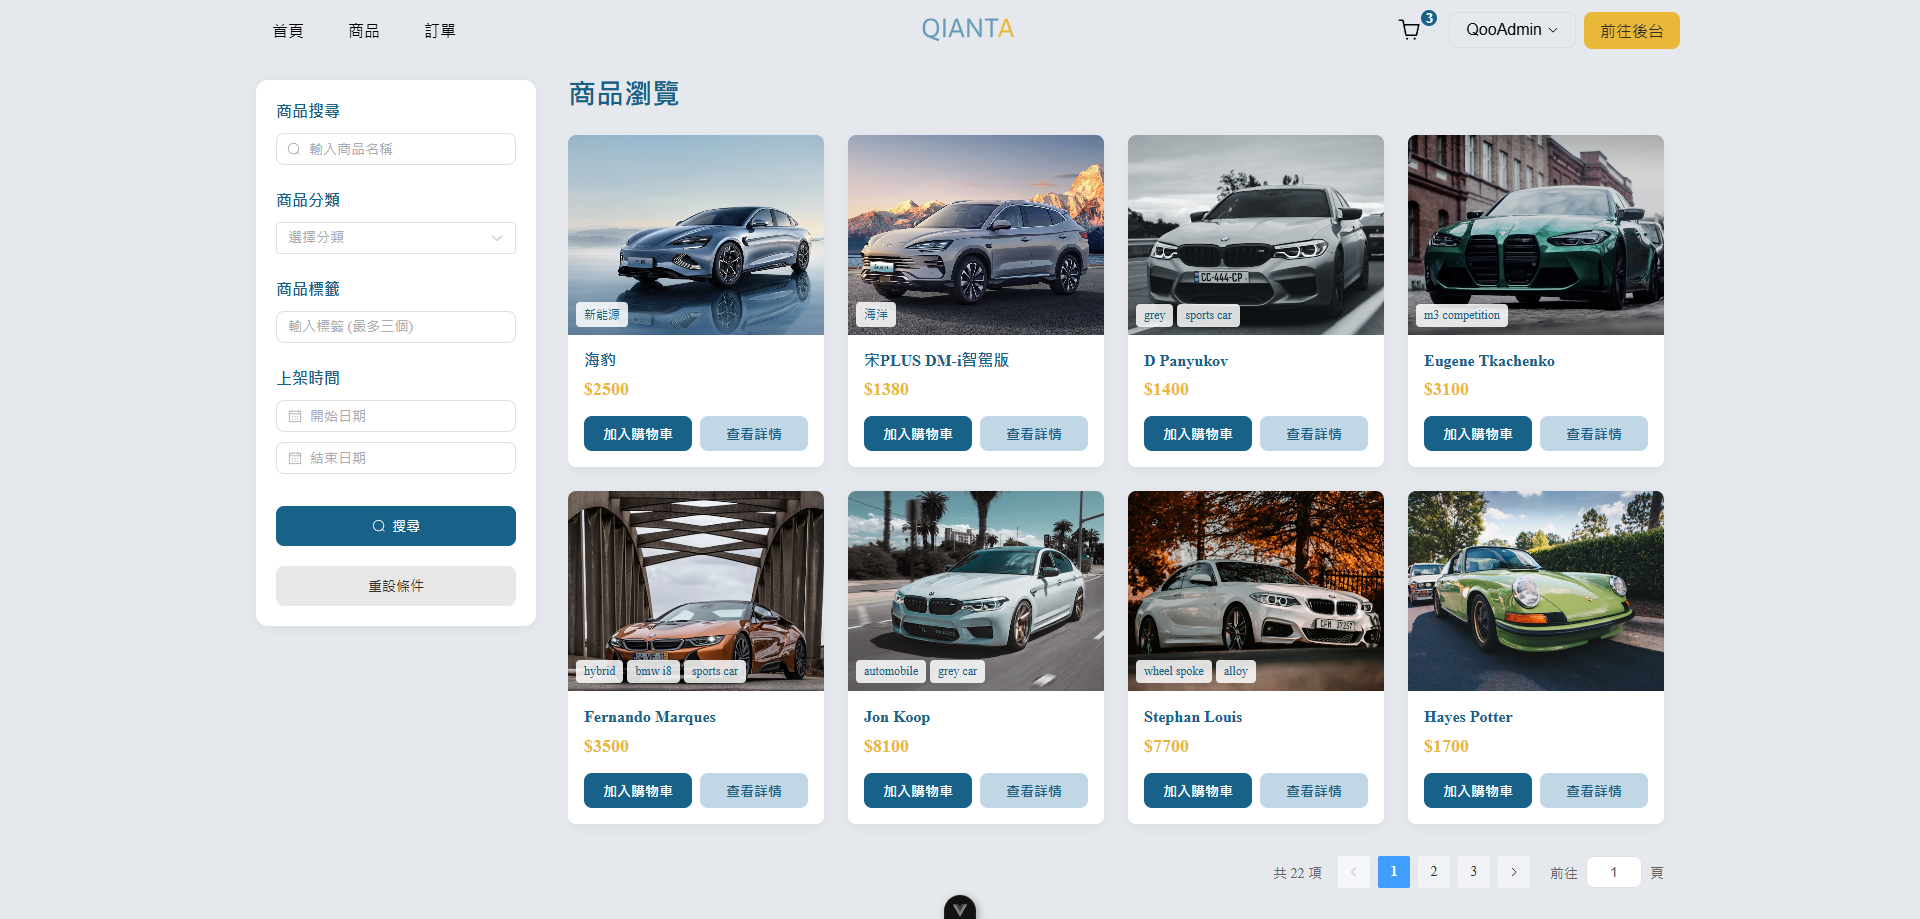 首頁
商品
訂單
QIANTA
3
QooAdmin
前往後台
商品搜尋
輸入商品名稱
商品分類
選擇分類
商品標籤
輸入標籤 (最多三個)
上架時間
開始日期
結束日期
搜尋
重設條件
商品瀏覽
新能源
海豹
$2500
加入購物車
查看詳情
海洋
宋PLUS DM-i智駕版
$1380
加入購物車
查看詳情
CC-444-CP
grey
sports car
D Panyukov
$1400
加入購物車
查看詳情
m3 competition
Eugene Tkachenko
$3100
加入購物車
查看詳情
hybrid
bmw i8
sports car
Fernando Marques
$3500
加入購物車
查看詳情
automobile
grey car
Jon Koop
$8100
加入購物車
查看詳情
wheel spoke
alloy
Stephan Louis
$7700
加入購物車
查看詳情
Hayes Potter
$1700
加入購物車
查看詳情
共 22 項
1
2
3
前往
1
頁